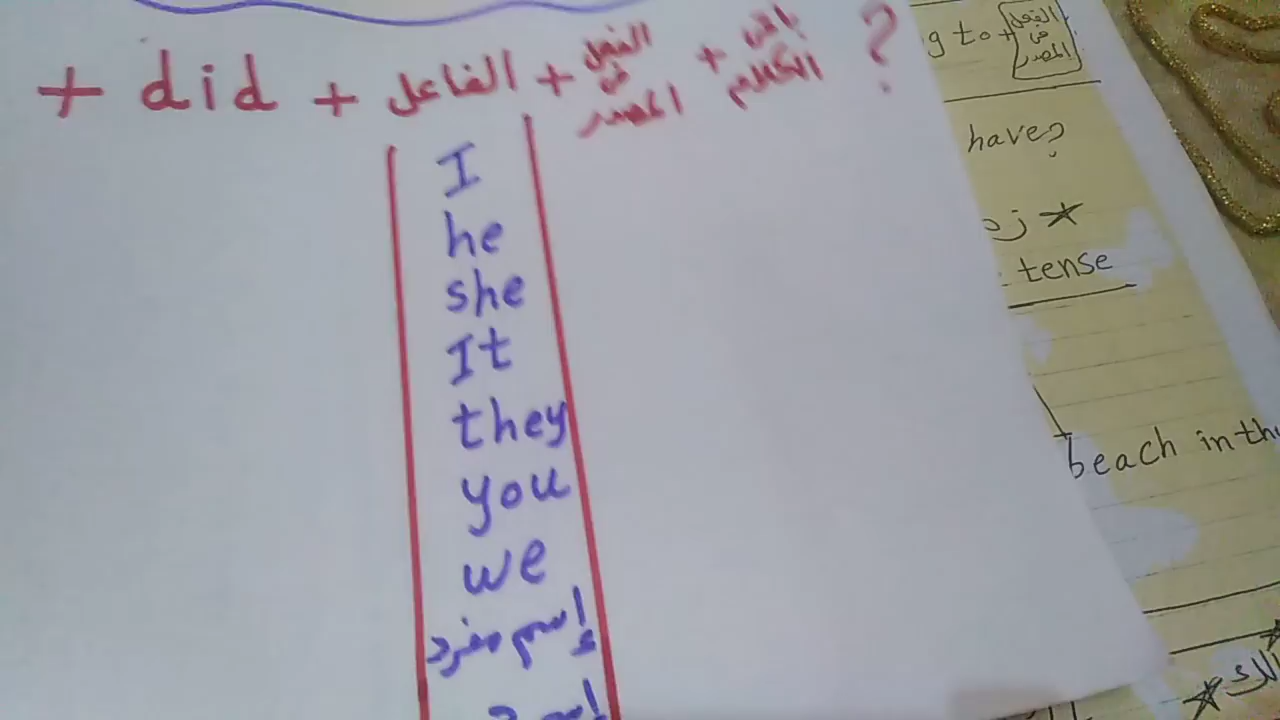 + did + الفاعل + الفعل في المصدر + باقي الكلام ?
I
he
she
It
they
you
we
إسم مفرد
g to + الفعل في المصدر
have?
tense
beach in th